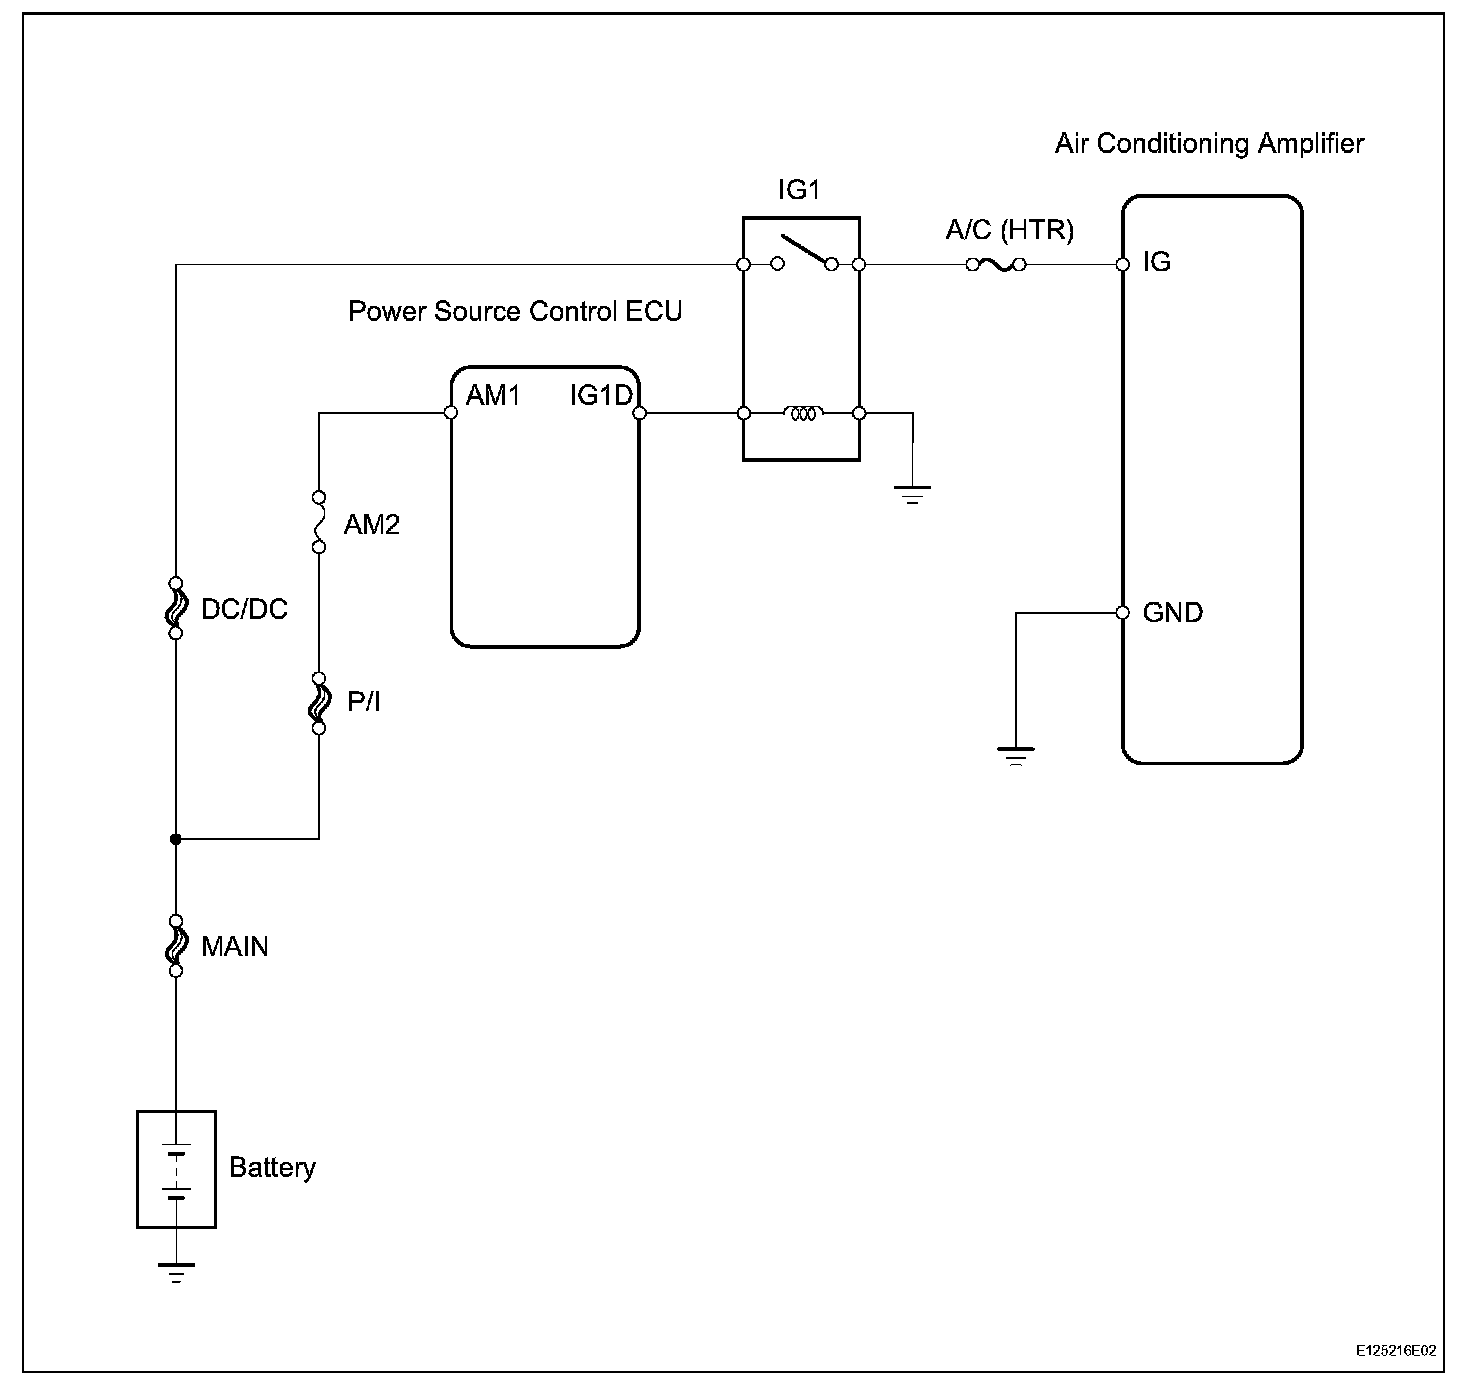 Air Conditioning Amplifier
IG1
A/C (HTR)
IG
Power Source Control ECU
AM1
IG1D
AM2
DC/DC
GND
P/I
MAIN
Battery
E125216E02